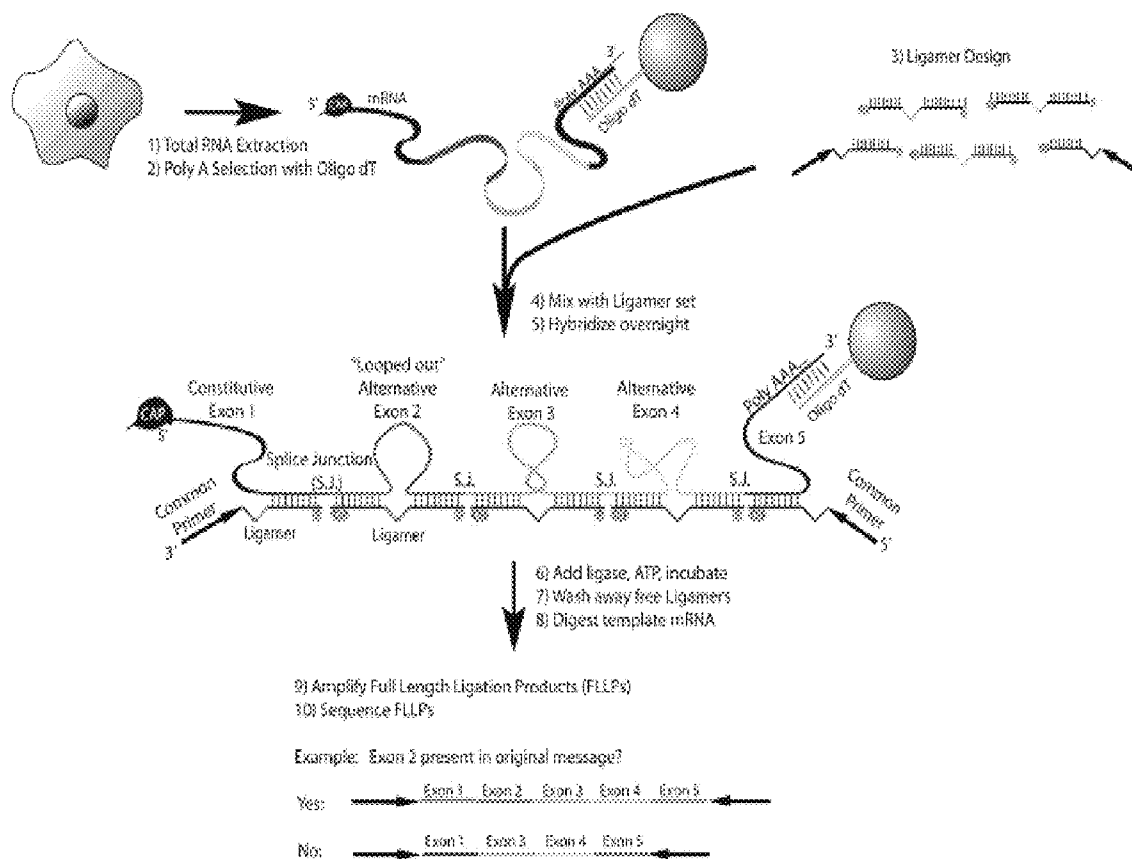 3) Ligamer Design
5'
CAP
mRNA
Poly AAA
3'
Oligo dT
1) Total RNA Extraction
2) Poly A Selection with Oligo dT
4) Mix with Ligamer set
5) Hybridize overnight
"Looped out"
Constitutive
Exon 1
Alternative
Exon 2
Alternative
Exon 3
Alternative
Exon 4
3'
Poly AAA
Oligo dT
CAP
5'
Exon 5
Splice Junction
(S.J.)
S.J.
S.J.
S.J.
Common
Primer
3'
Ligamer
Ligamer
Common
Primer
5'
6) Add ligase, ATP, incubate
7) Wash away free Ligamers
8) Digest template mRNA
9) Amplify Full Length Ligation Products (FLLPs)
10) Sequence FLLPs
Example: Exon 2 present in original message?
Yes: Exon 1 Exon 2 Exon 3 Exon 4 Exon 5
No: Exon 1 Exon 3 Exon 4 Exon 5